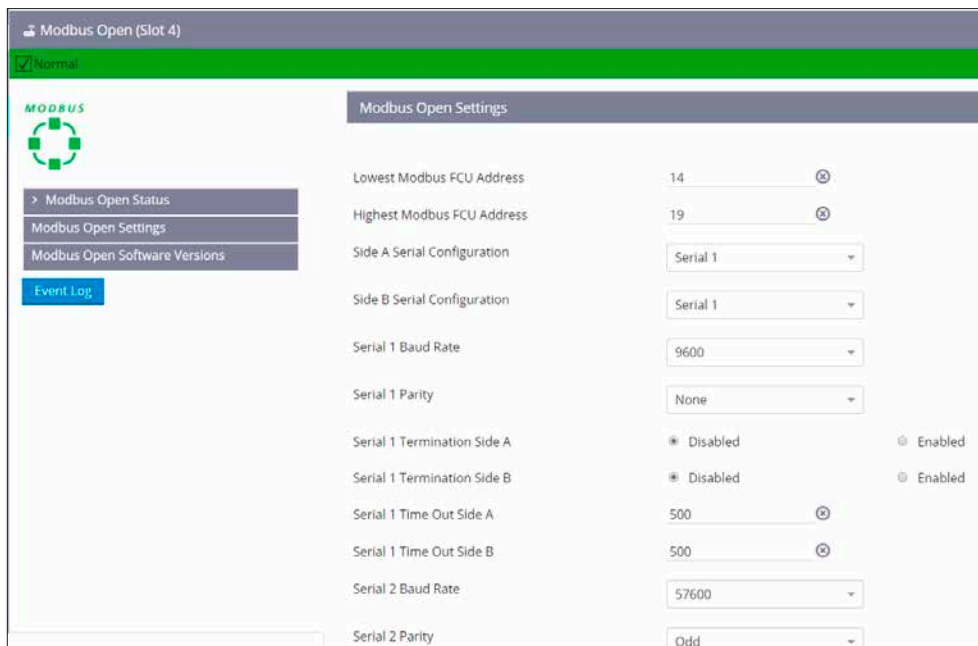 Modbus Open (Slot 4)
Normal
MODBUS
> Modbus Open Status
Modbus Open Settings
Modbus Open Software Versions
Event Log
Modbus Open Settings
Lowest Modbus FCU Address 14
Highest Modbus FCU Address 19
Side A Serial Configuration Serial 1
Side B Serial Configuration Serial 1
Serial 1 Baud Rate 9600
Serial 1 Parity None
Serial 1 Termination Side A Disabled Enabled
Serial 1 Termination Side B Disabled Enabled
Serial 1 Time Out Side A 500
Serial 1 Time Out Side B 500
Serial 2 Baud Rate 57600
Serial 2 Parity Odd